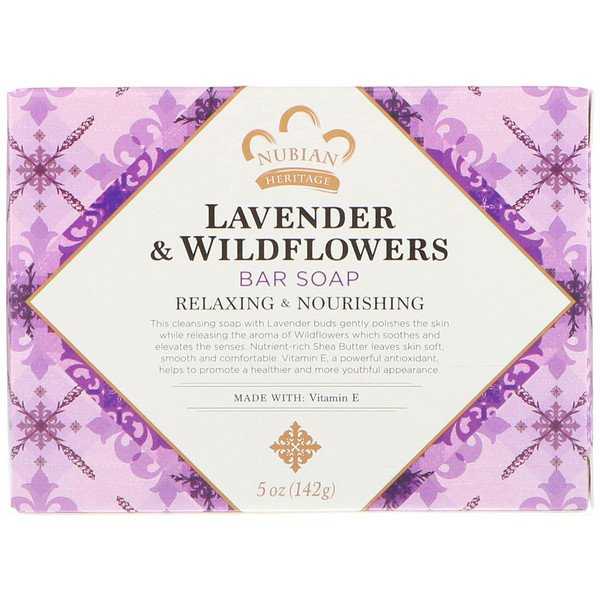 NUBIAN
HERITAGE
LAVENDER
& WILDFLOWERS
BAR SOAP
RELAXING & NOURISHING
This cleansing soap with Lavender buds gently polishes the skin
while releasing the aroma of Wildflowers which soothes and
elevates the senses. Nutrient-rich Shea Butter leaves skin soft,
smooth and comfortable. Vitamin E, a powerful antioxidant,
helps to promote a healthier and more youthful appearance.
MADE WITH: Vitamin E
5 oz (142g)